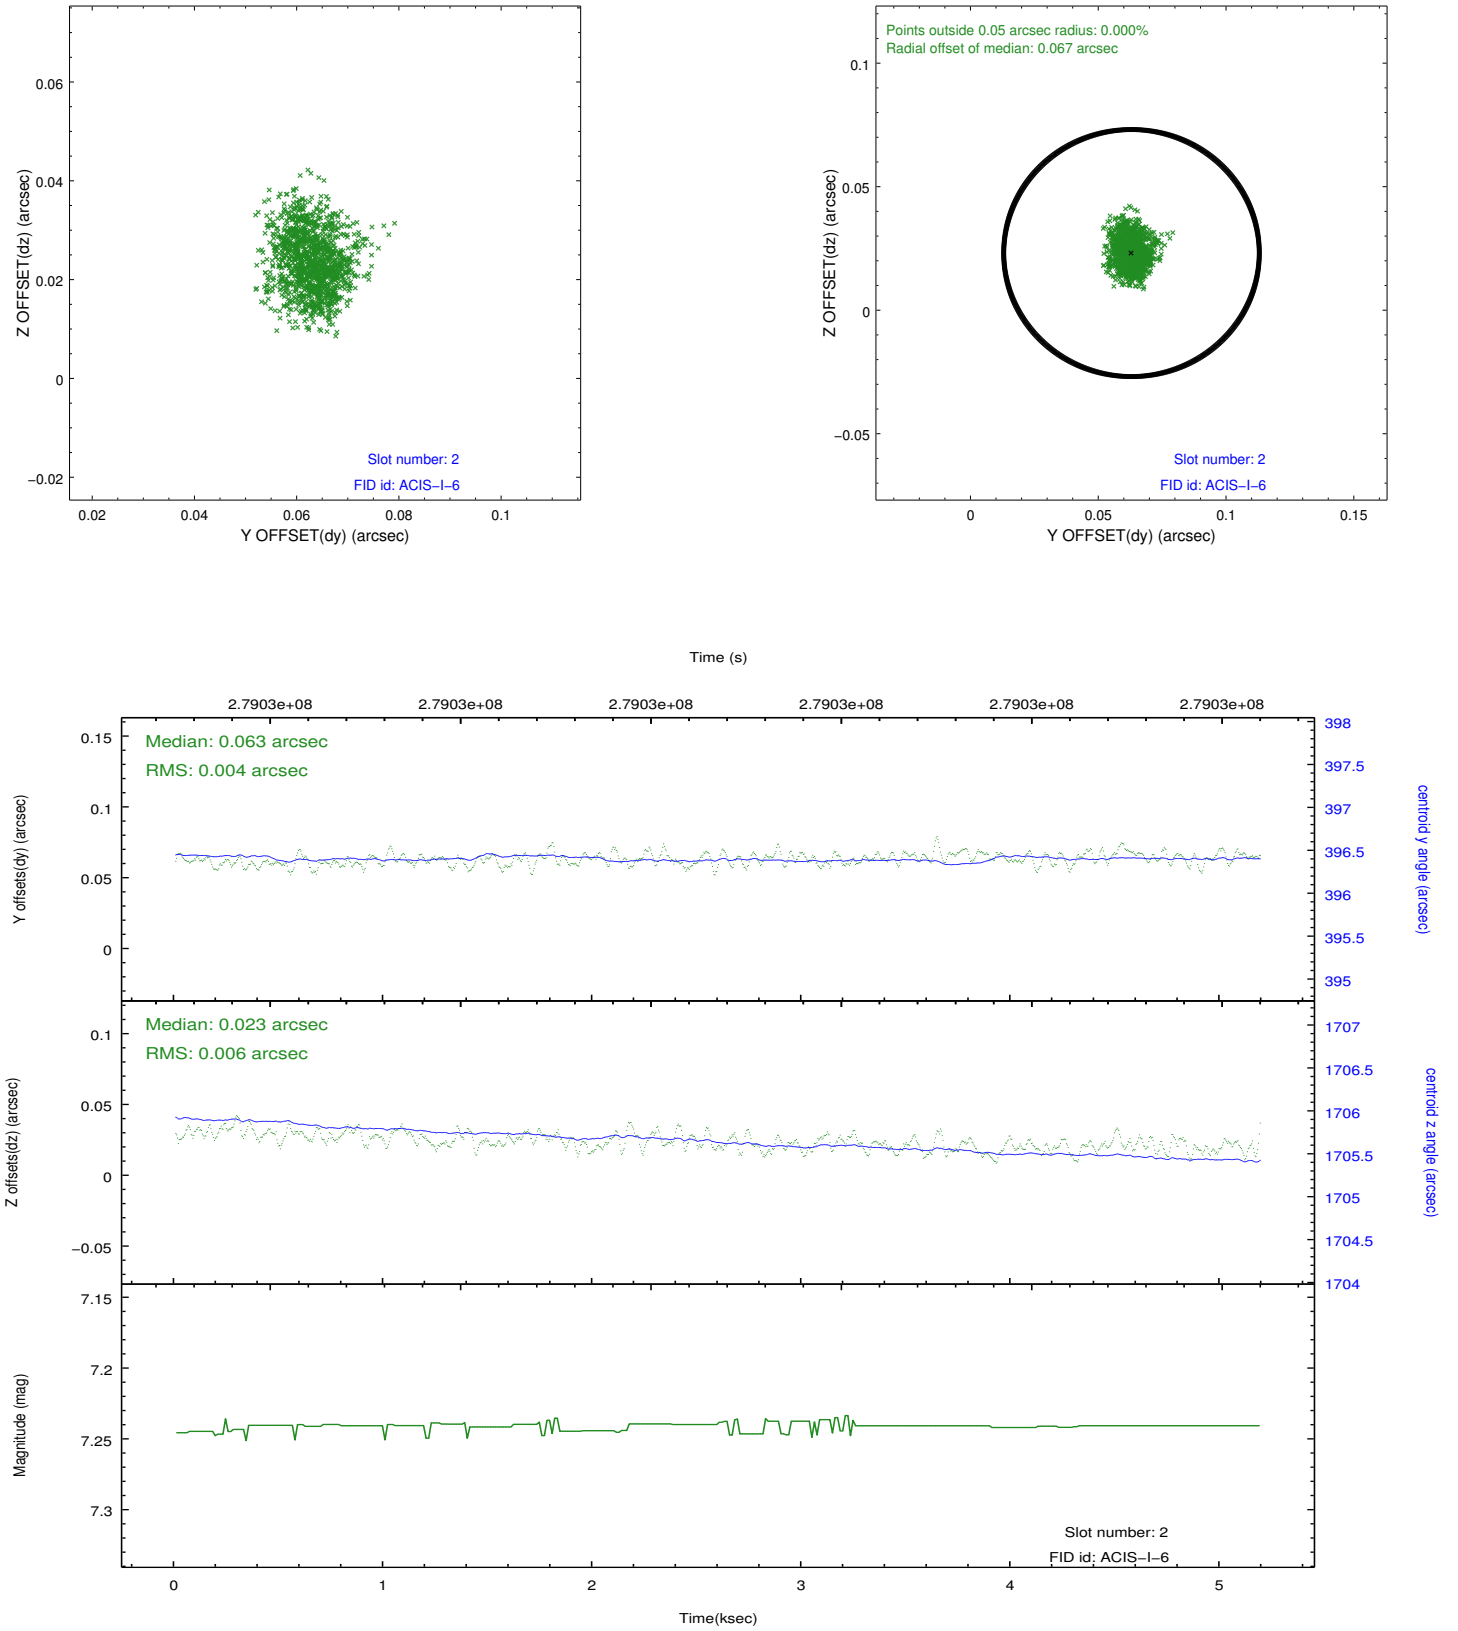 0.06
0.04
0.02
0
−0.02
Z OFFSET(dz) (arcsec)
0.02 0.04 0.06 0.08 0.1
Y OFFSET(dy) (arcsec)
Slot number: 2
FID id: ACIS−I−6
Points outside 0.05 arcsec radius: 0.000%
Radial offset of median: 0.067 arcsec
0.1
0.05
0
−0.05
Z OFFSET(dz) (arcsec)
0 0.05 0.1 0.15
Y OFFSET(dy) (arcsec)
Slot number: 2
FID id: ACIS−I−6
Time (s)
2.7903e+08 2.7903e+08 2.7903e+08 2.7903e+08 2.7903e+08 2.7903e+08
Median: 0.063 arcsec
RMS: 0.004 arcsec
0.15
0.1
0.05
0
Y offsets(dy) (arcsec)
398
397.5
397
396.5
396
395.5
395
centroid y angle (arcsec)
Median: 0.023 arcsec
RMS: 0.006 arcsec
0.1
0.05
0
−0.05
Z offsets(dz) (arcsec)
1707
1706.5
1706
1705.5
1705
1704.5
1704
centroid z angle (arcsec)
7.15
7.2
7.25
7.3
Magnitude (mag)
Slot number: 2
FID id: ACIS−I−6
0 1 2 3 4 5
Time(ksec)